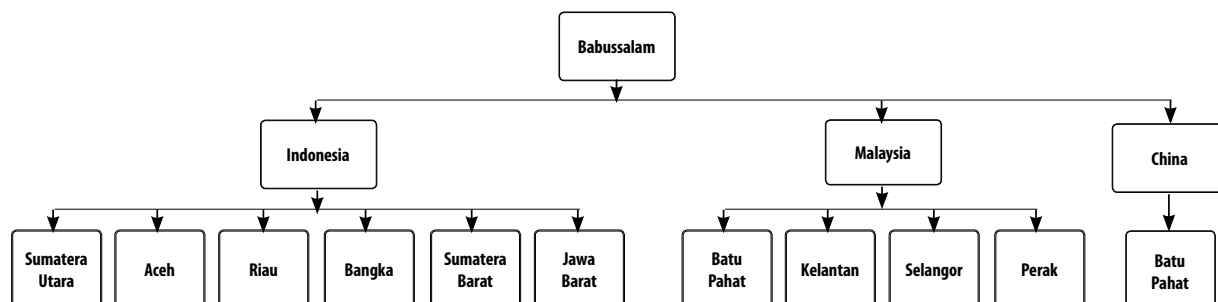 Babussalam
Indonesia
Malaysia
China
Sumatera
Utara
Aceh
Riau
Bangka
Sumatera
Barat
Jawa
Barat
Batu
Pahat
Kelantan
Selangor
Perak
Batu
Pahat